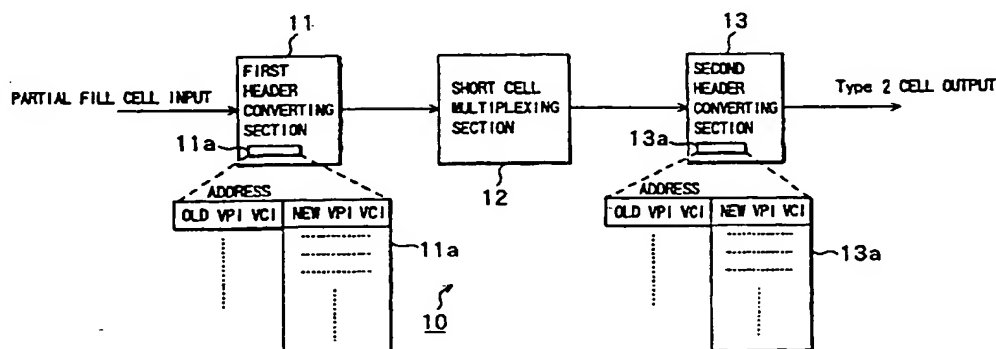 11
13
PARTIAL FILL CELL INPUT
FIRST
HEADER
CONVERTING
SECTION
11a
SHORT CELL
MULTIPLEXING
SECTION
12
SECOND
HEADER
CONVERTING
SECTION
13a
Type 2 CELL OUTPUT
ADDRESS
OLD VPI VCI
NEW VPI VCI
11a
10
ADDRESS
OLD VPI VCI
NEW VPI VCI
13a